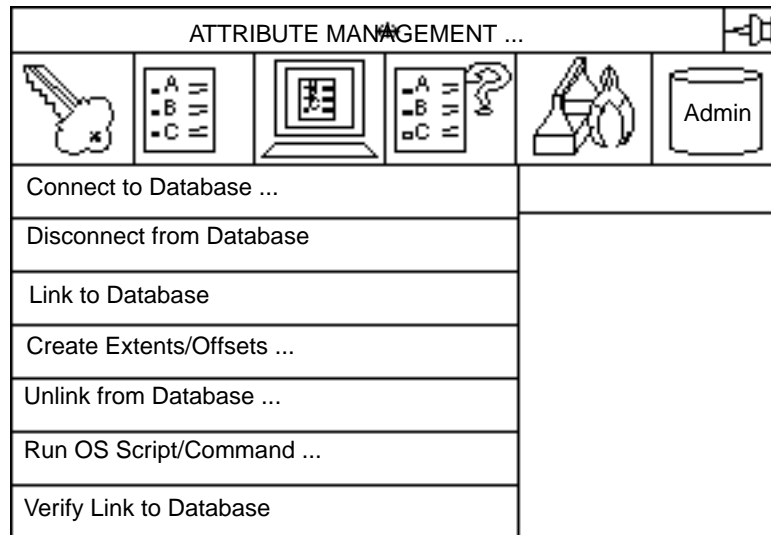 ATTRIBUTE MANAGEMENT ...
A
B
C
A
B
C
Admin
Connect to Database ...
Disconnect from Database
Link to Database
Create Extents/Offsets ...
Unlink from Database ...
Run OS Script/Command ...
Verify Link to Database